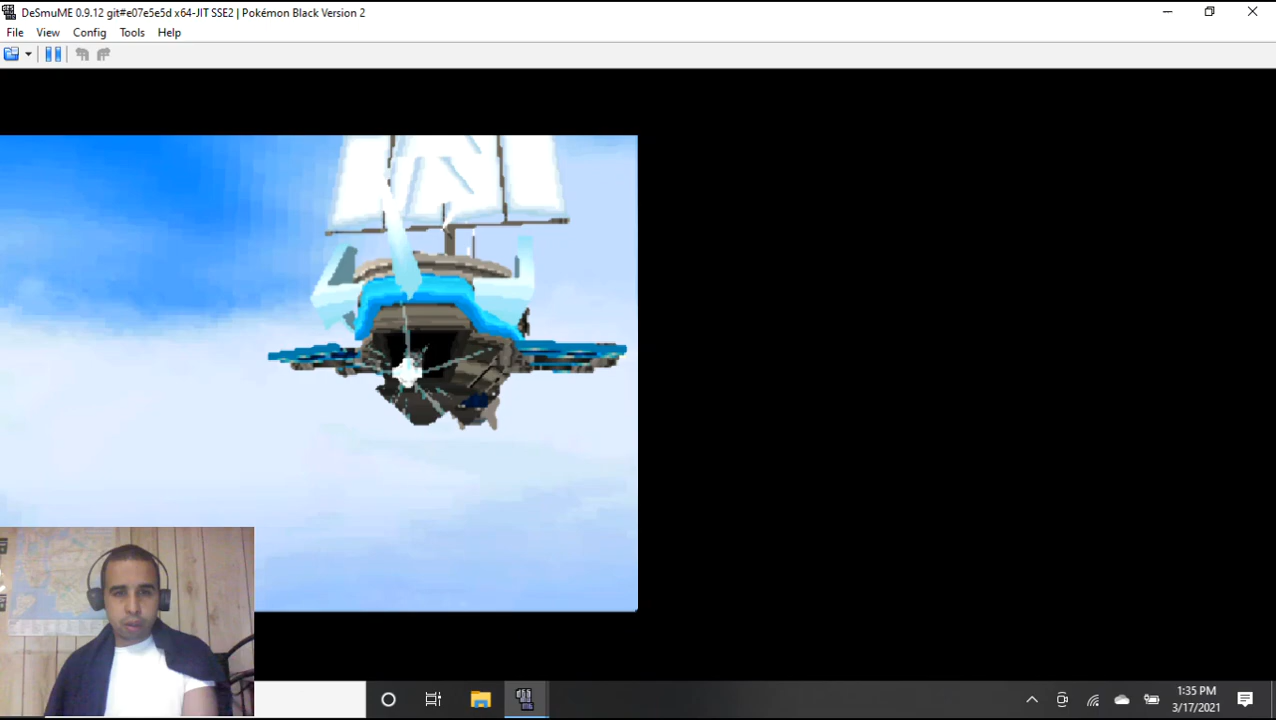 DeSmuME 0.9.12 git#e07e5e5d x64-JIT SSE2 | Pokémon Black Version 2
File View Config Tools Help
1:35 PM
3/17/2021